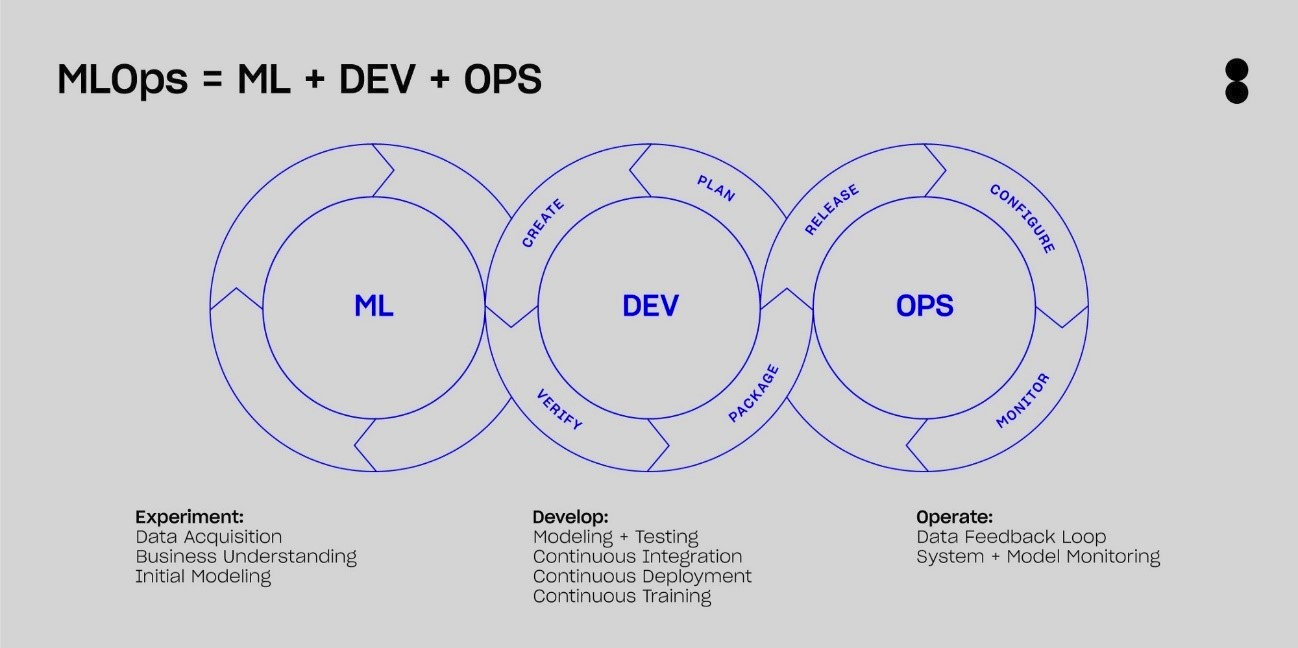 MLOps = ML + DEV + OPS
PLAN
CREATE
RELEASE
CONFIGURE
ML
DEV
OPS
VERIFY
PACKAGE
MONITOR
Experiment:
Data Acquisition
Business Understanding
Initial Modeling
Develop:
Modeling + Testing
Continuous Integration
Continuous Deployment
Continuous Training
Operate:
Data Feedback Loop
System + Model Monitoring